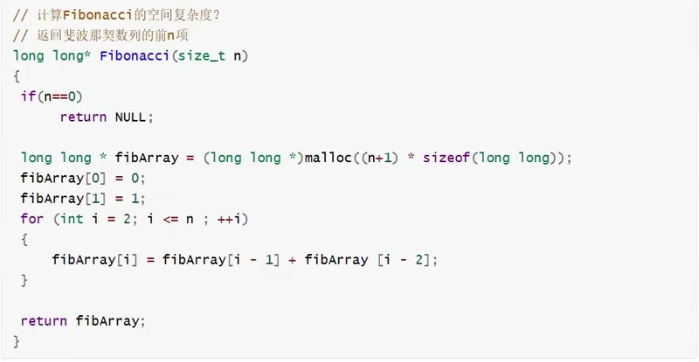 // 计算Fibonacci的空间复杂度?
// 返回斐波那契数列的前n项
long long* Fibonacci(size_t n)
{
 if(n==0)
      return NULL;

 long long * fibArray = (long long *)malloc((n+1) * sizeof(long long));
 fibArray[0] = 0;
 fibArray[1] = 1;
 for (int i = 2; i <= n ; ++i)
 {
     fibArray[i] = fibArray[i - 1] + fibArray [i - 2];
 }

 return fibArray;
}